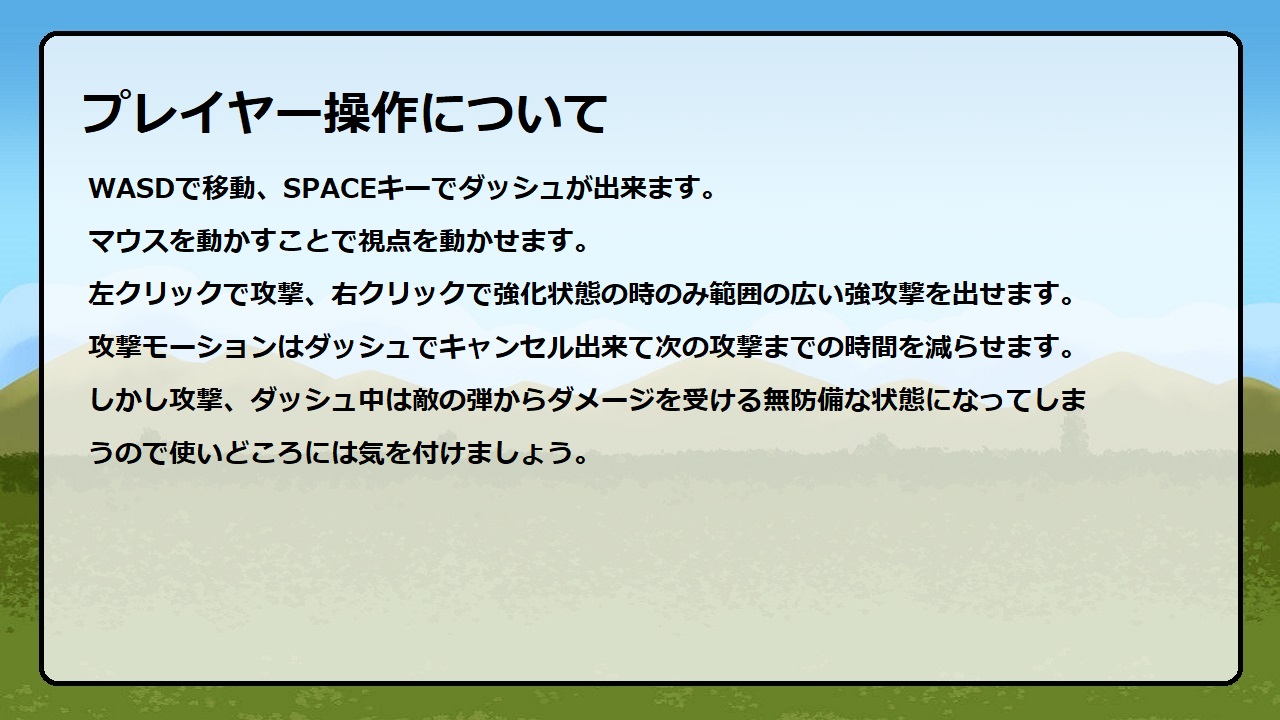 プレイヤー操作について
WASDで移動、SPACEキーでダッシュが出来ます。
マウスを動かすことで視点を動かせます。
左クリックで攻撃、右クリックで強化状態の時のみ範囲の広い強攻撃を出せます。
攻撃モーションはダッシュでキャンセル出来て次の攻撃までの時間を減らせます。
しかし攻撃、ダッシュ中は敵の弾からダメージを受ける無防備な状態になってしま
うので使いどころには気を付けましょう。